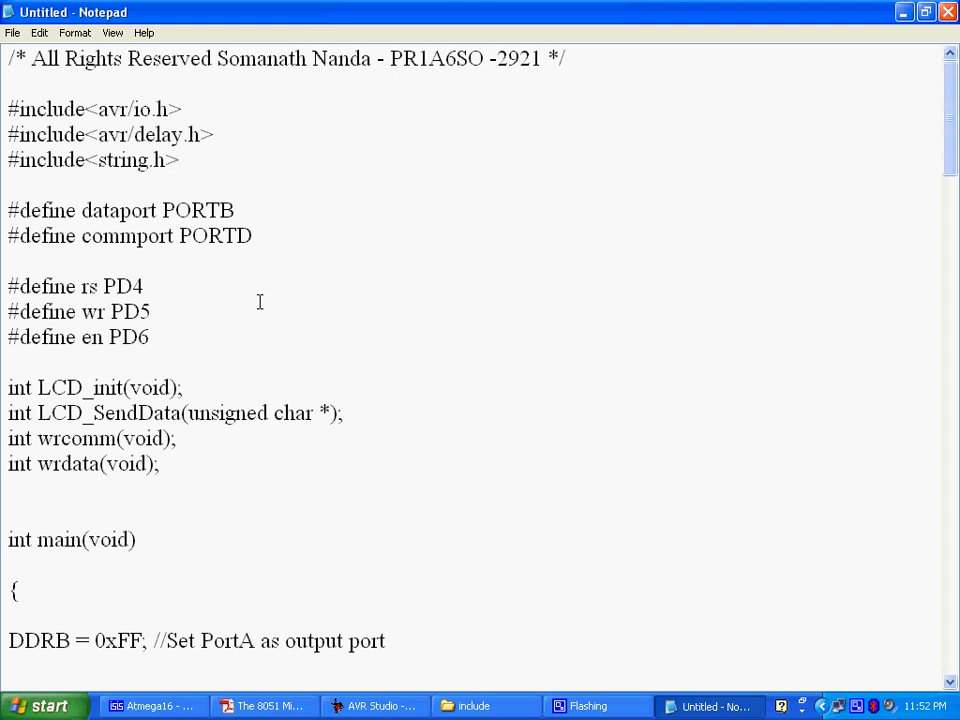 Untitled - Notepad
File Edit Format View Help
/* All Rights Reserved Somanath Nanda - PR1A6SO -2921 */
#include<avr/io.h>
#include<avr/delay.h>
#include<string.h>
#define dataport PORTB
#define commport PORTD
#define rs PD4
#define wr PD5
#define en PD6
int LCD_init(void);
int LCD_SendData(unsigned char *);
int wrcomm(void);
int wrdata(void);
int main(void)
{
DDRB = 0xFF; //Set PortA as output port
start Atmega16 - ... The 8051 Mi... AVR Studio -... include Flashing Untitled - No... 11:52 PM